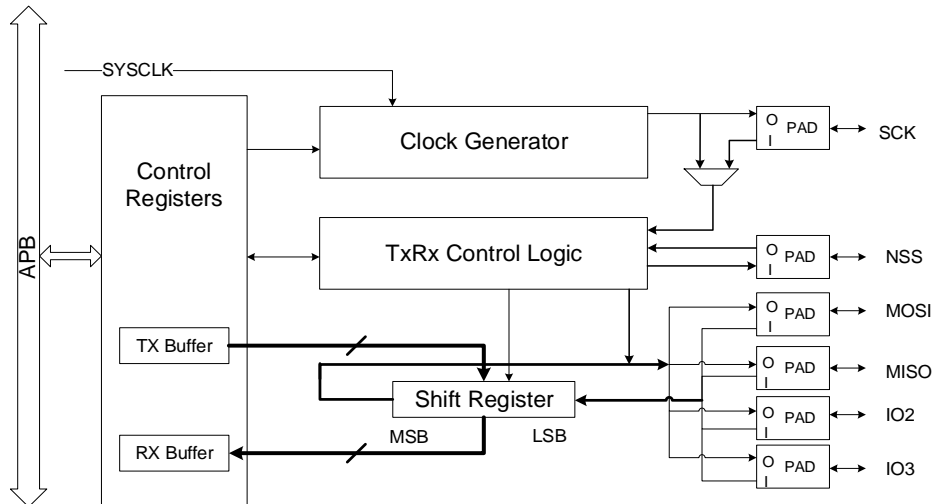 SYSCLK
Clock Generator
O
PAD
I
SCK
Control
Registers
APB
TxRx Control Logic
O
PAD
I
NSS
O
PAD
I
MOSI
TX Buffer
O
PAD
I
MISO
Shift Register
O
PAD
I
IO2
MSB
LSB
RX Buffer
O
PAD
I
IO3